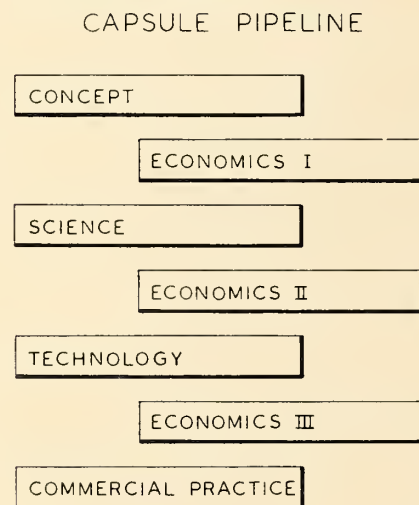 CAPSULE PIPELINE
CONCEPT
ECONOMICS I
SCIENCE
ECONOMICS II
TECHNOLOGY
ECONOMICS III
COMMERCIAL PRACTICE